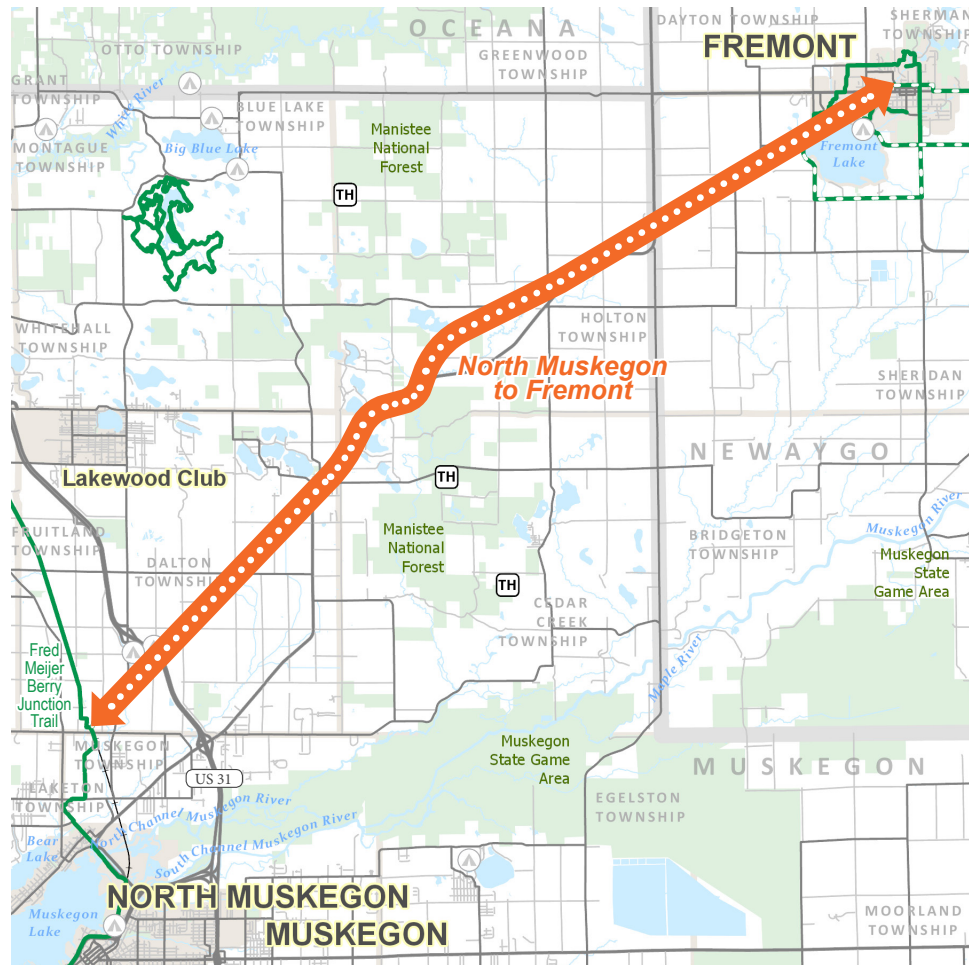 OCEANA
DAYTON TOWNSHIP
SHERMAN
TOWNSHIP
FREMONT
OTTO TOWNSHIP
GREENWOOD
TOWNSHIP
GRANT
TOWNSHIP
White River
BLUE LAKE
TOWNSHIP
MONTAGUE
TOWNSHIP
Big Blue Lake
Manistee
National
Forest
Fremont
Lake
TH
WHITEHALL
TOWNSHIP
HOLTON
TOWNSHIP
North Muskegon
to Fremont
SHERIDAN
TOWNSHIP
NEWAYGO
Lakewood Club
TH
Muskegon River
FRUITLAND
TOWNSHIP
Manistee
National
Forest
BRIDGETON
TOWNSHIP
Muskegon
State
Game Area
DALTON
TOWNSHIP
TH
CEDAR
CREEK
TOWNSHIP
Fred
Meijer
Berry
Junction
Trail
Maple River
MUSKEGON
TOWNSHIP
Muskegon
State Game
Area
MUSKEGON
US 31
LAKETON
TOWNSHIP
EGELSTON
TOWNSHIP
North Channel Muskegon River
South Channel Muskegon River
Bear
Lake
NORTH MUSKEGON
MUSKEGON
Muskegon
Lake
MOORLAND
TOWNSHIP